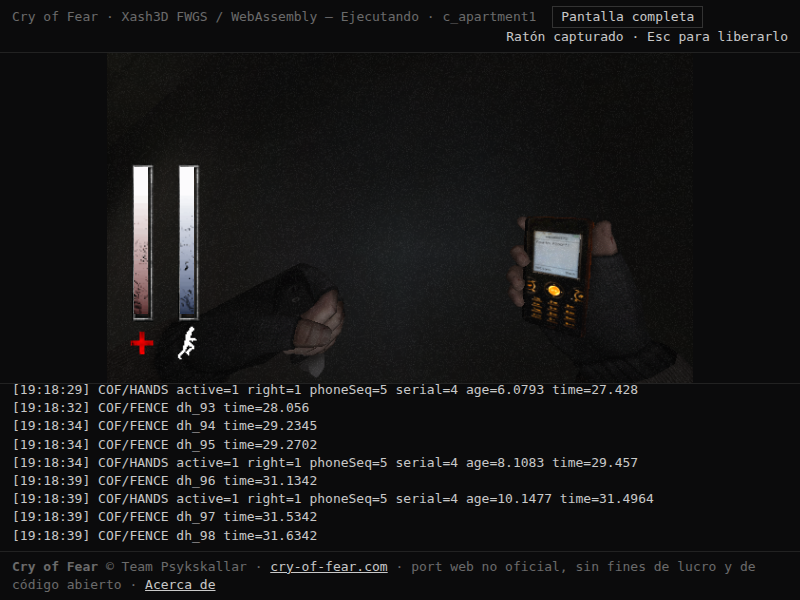 Cry of Fear · Xash3D FWGS / WebAssembly — Ejecutando · c_apartment1
Pantalla completa
Ratón capturado · Esc para liberarlo
[19:18:29] COF/HANDS active=1 right=1 phoneSeq=5 serial=4 age=6.0793 time=27.428
[19:18:32] COF/FENCE dh_93 time=28.056
[19:18:34] COF/FENCE dh_94 time=29.2345
[19:18:34] COF/FENCE dh_95 time=29.2702
[19:18:34] COF/HANDS active=1 right=1 phoneSeq=5 serial=4 age=8.1083 time=29.457
[19:18:39] COF/FENCE dh_96 time=31.1342
[19:18:39] COF/HANDS active=1 right=1 phoneSeq=5 serial=4 age=10.1477 time=31.4964
[19:18:39] COF/FENCE dh_97 time=31.5342
[19:18:39] COF/FENCE dh_98 time=31.6342
Cry of Fear © Team Psykskallar · cry-of-fear.com · port web no oficial, sin fines de lucro y de
código abierto · Acerca de